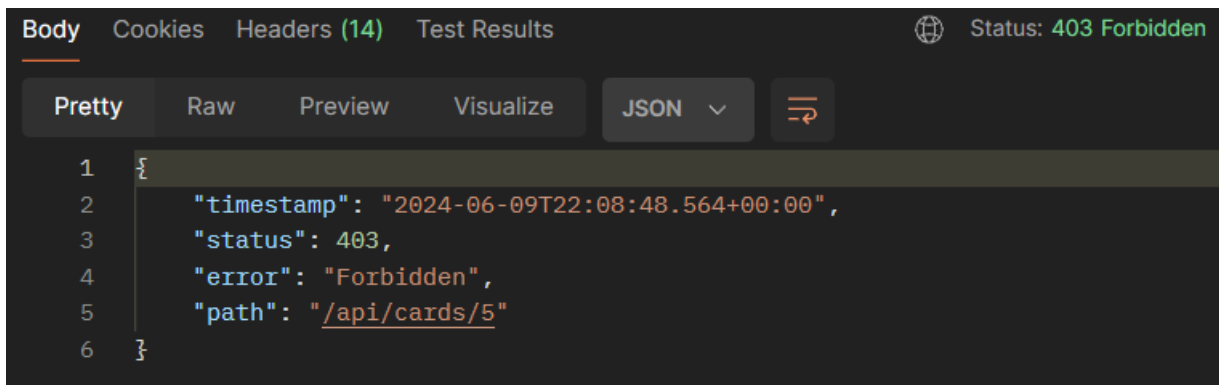 Body Cookies Headers (14) Test Results Status: 403 Forbidden
Pretty Raw Preview Visualize JSON
1 {
2 "timestamp": "2024-06-09T22:08:48.564+00:00",
3 "status": 403,
4 "error": "Forbidden",
5 "path": "/api/cards/5"
6 }